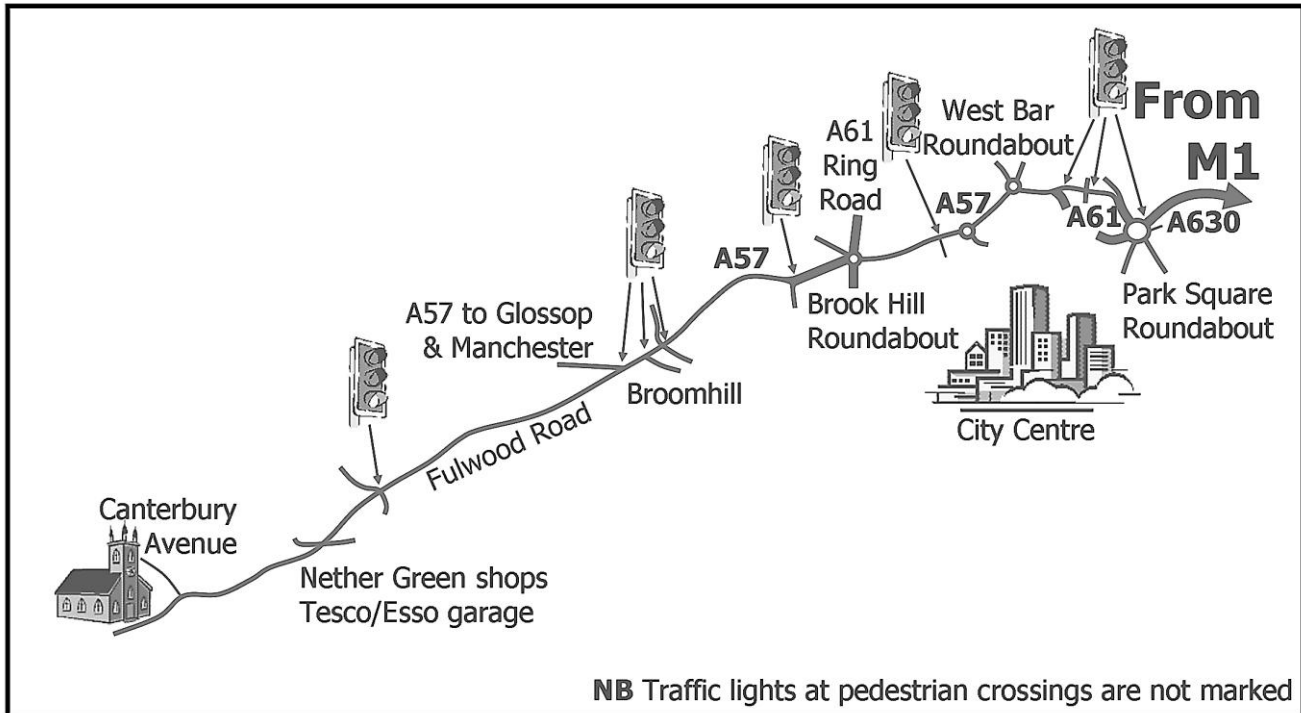 From
M1
West Bar
Roundabout
A61
Ring
Road
A57
A61
A630
A57
Brook Hill
Roundabout
Park Square
Roundabout
A57 to Glossop
& Manchester
Broomhill
City Centre
Fulwood Road
Canterbury
Avenue
Nether Green shops
Tesco/Esso garage
NB Traffic lights at pedestrian crossings are not marked